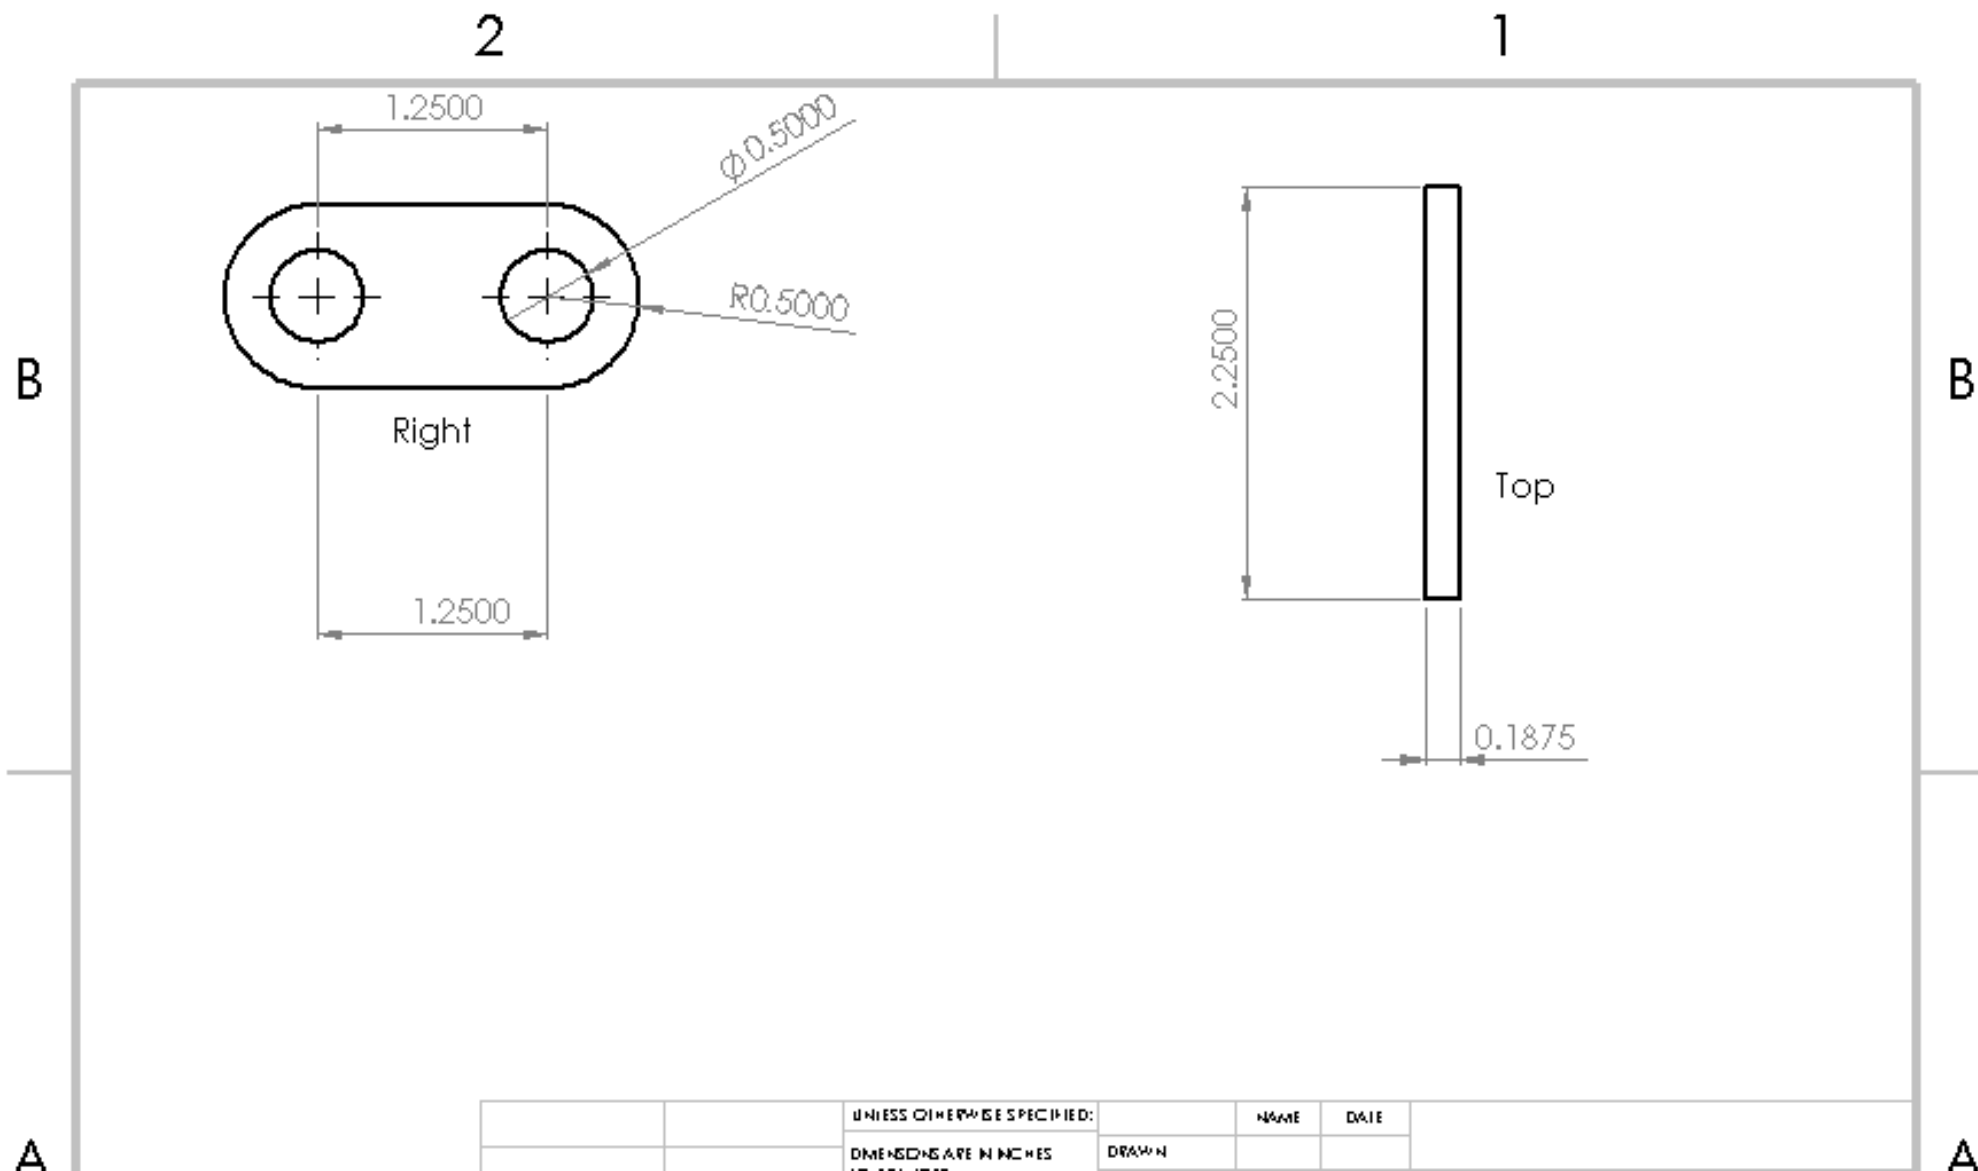 2 1
1.2500
Ø0.5000
R0.5000
B B
2.2500
Right
Top
1.2500
0.1875
UNLESS OTHERWISE SPECIFIED: NAME DATE
DIMENSIONS ARE IN INCHES DRAWN
A A